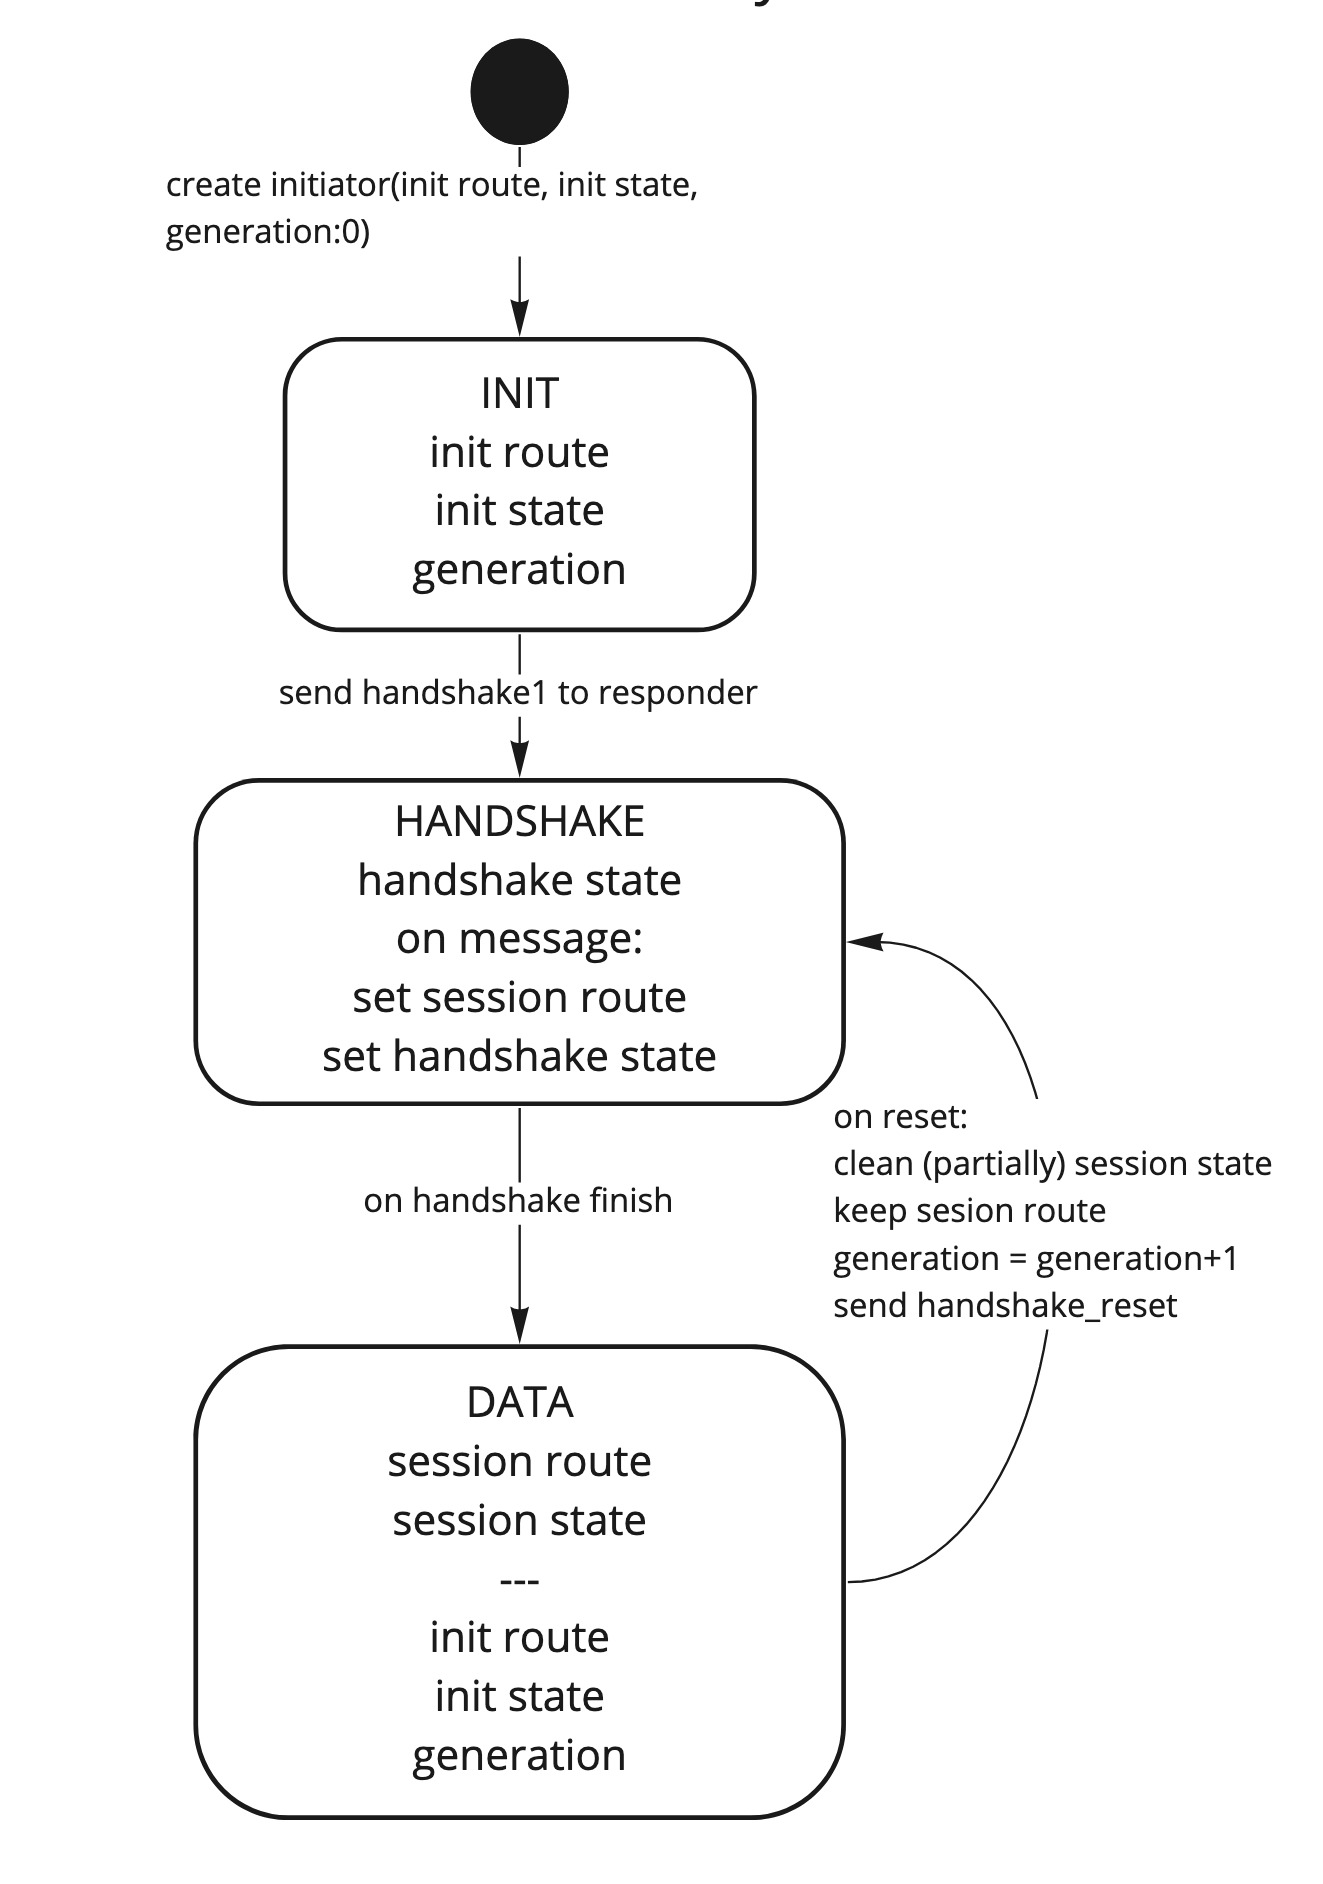 create initiator(init route, init state,
generation:0)
INIT
init route
init state
generation
send handshake1 to responder
HANDSHAKE
handshake state
on message:
set session route
set handshake state
on reset:
clean (partially) session state
keep sesion route
generation = generation+1
send handshake_reset
on handshake finish
DATA
session route
session state
---
init route
init state
generation